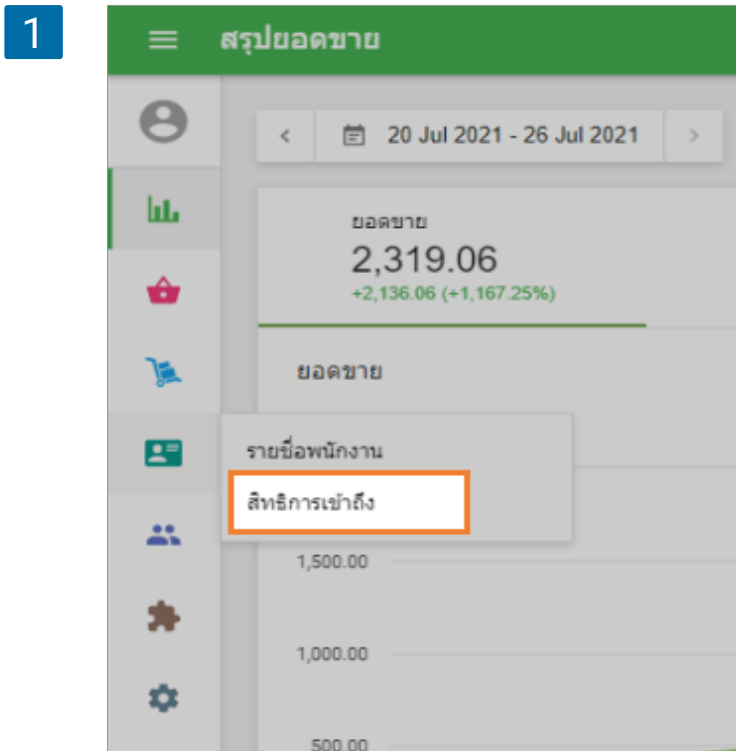 1
สรุปยอดขาย
20 Jul 2021 - 26 Jul 2021
ยอดขาย
2,319.06
+2,136.06 (+1,167.25%)
ยอดขาย
รายชื่อพนักงาน
สิทธิการเข้าถึง
1,500.00
1,000.00
500.00